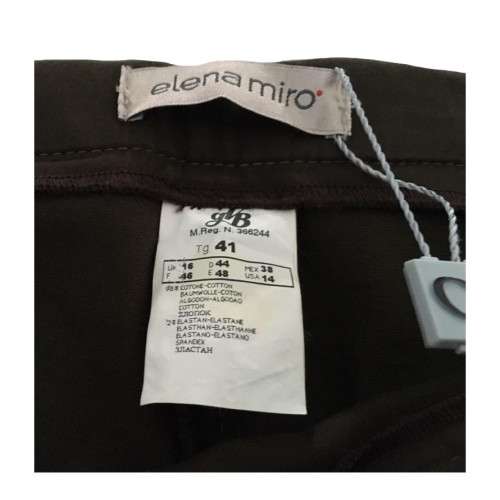 elena miro
gVB
M.Reg. N. 366244
Tg 41
UK 16 D 44 MEX 38
F 46 E 48 USA 14
COTONE-COTTON
BAUMWOLLE-COTON
ALGODON-ALGODAO
COTTON
ХЛОПОК
ELASTAN-ELASTANE
ELASTHAN-ELASTHANNE
ELASTANO-ELASTANO
SPANDEX
ЭЛАСТАН